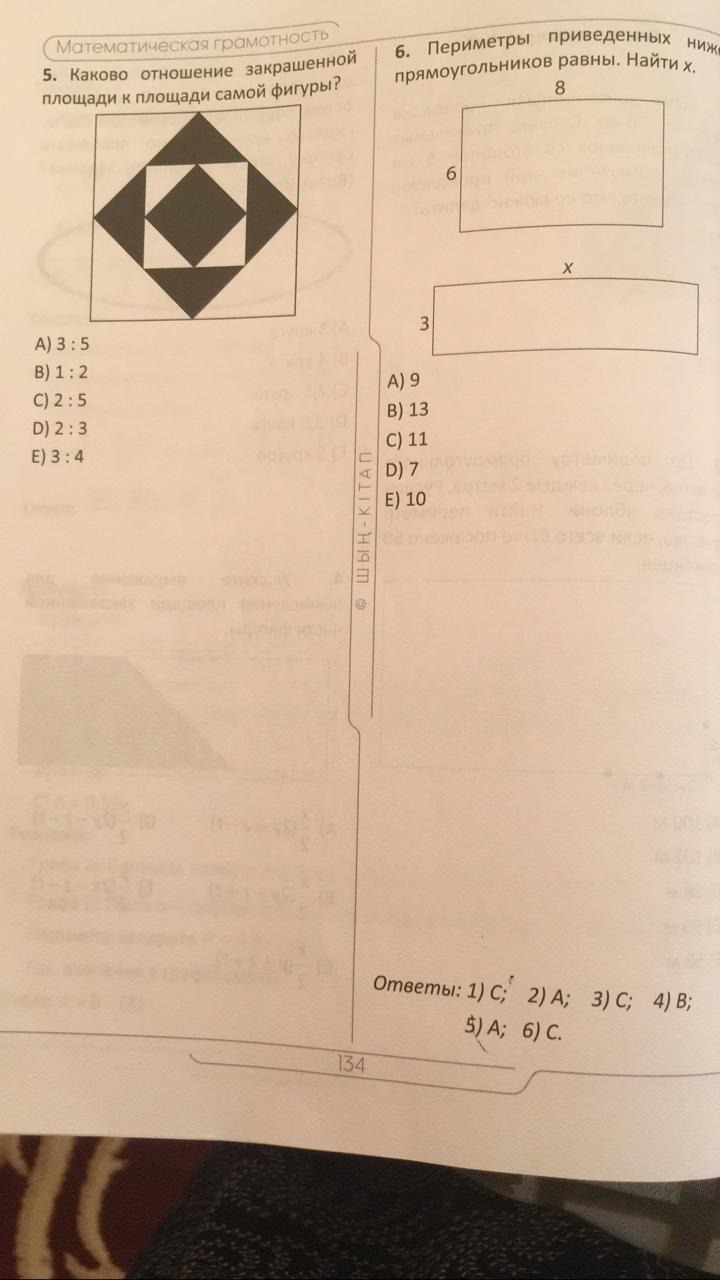 Математическая грамотность
5. Каково отношение закрашенной
площади к площади самой фигуры?
A) 3 : 5
B) 1 : 2
C) 2 : 5
D) 2 : 3
E) 3 : 4
6. Периметры приведенных ниже
прямоугольников равны. Найти x.
8
6
x
3
A) 9
B) 13
C) 11
D) 7
E) 10
© ШЫҢ-КІТАП
Ответы: 1) C; 2) A; 3) C; 4) B;
5) A; 6) C.
134